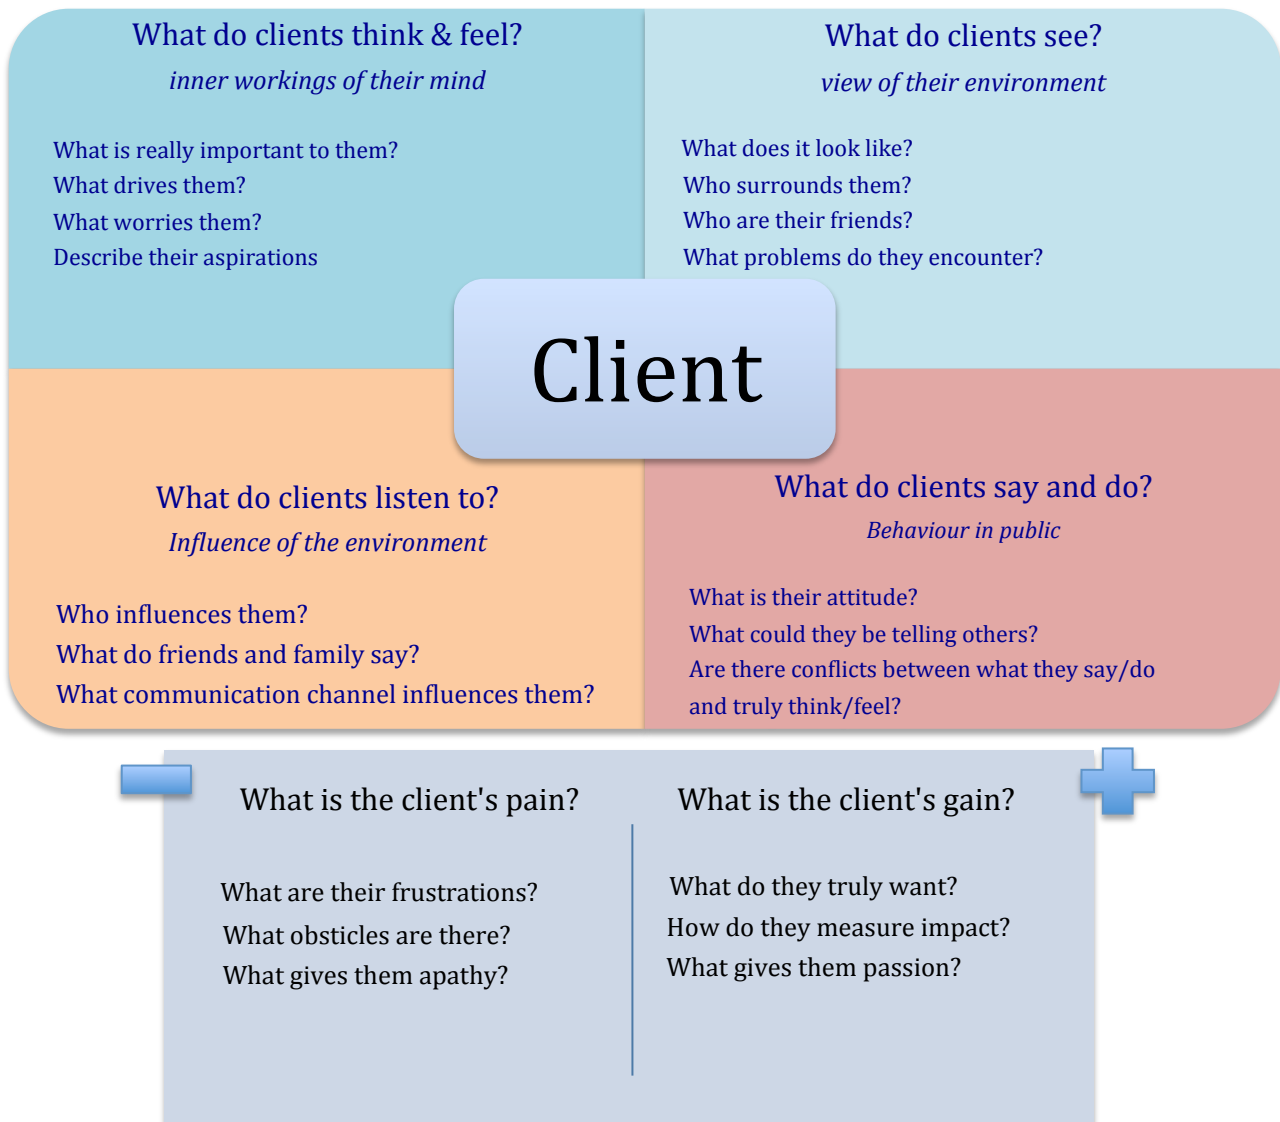 What do clients think & feel?
inner workings of their mind
What is really important to them?
What drives them?
What worries them?
Describe their aspirations
What do clients see?
view of their environment
What does it look like?
Who surrounds them?
Who are their friends?
What problems do they encounter?
Client
What do clients listen to?
Influence of the environment
Who influences them?
What do friends and family say?
What communication channel influences them?
What do clients say and do?
Behaviour in public
What is their attitude?
What could they be telling others?
Are there conflicts between what they say/do
and truly think/feel?
What is the client's pain?
What are their frustrations?
What obsticles are there?
What gives them apathy?
What is the client's gain?
What do they truly want?
How do they measure impact?
What gives them passion?